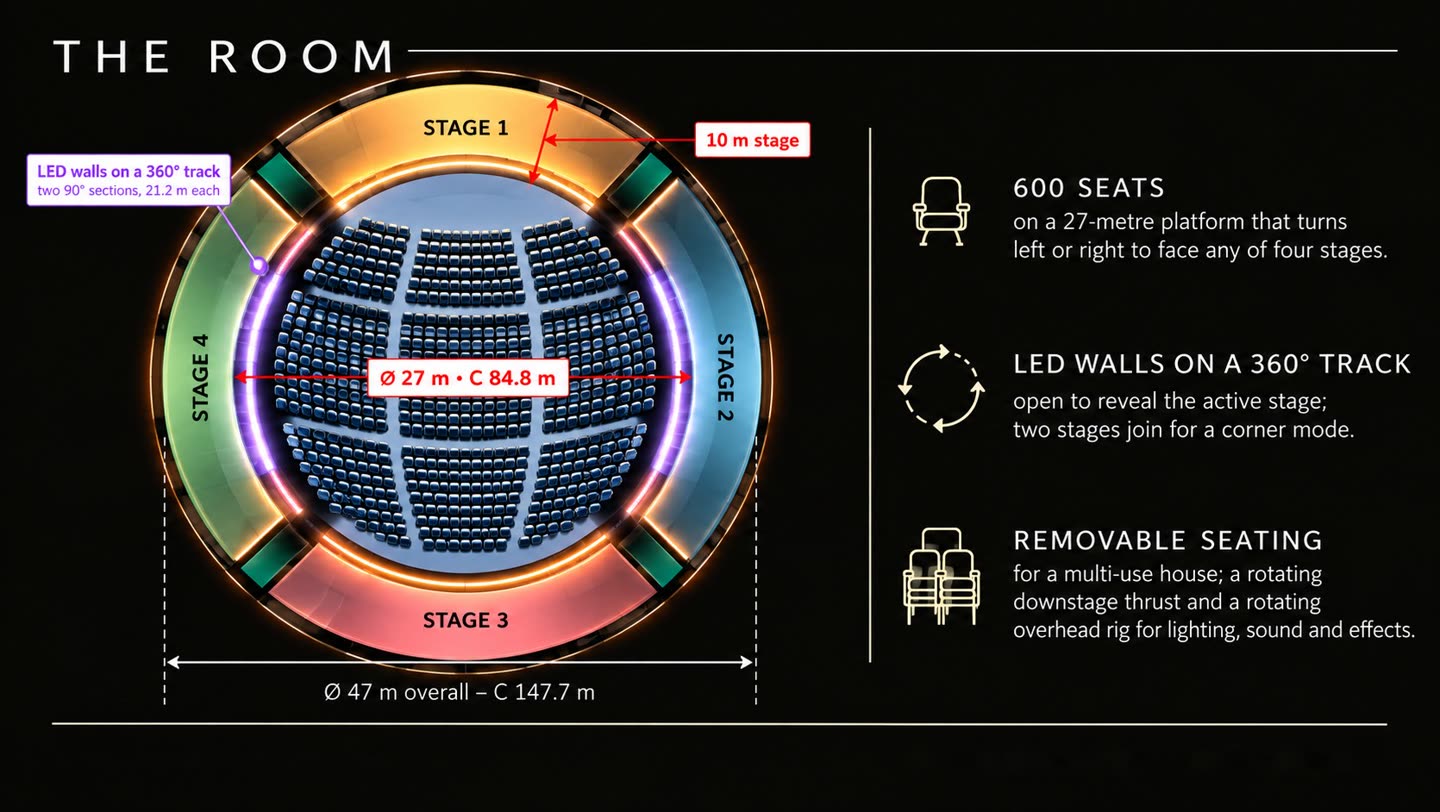 THE ROOM
STAGE 1
10 m stage
LED walls on a 360° track
two 90° sections, 21.2 m each
STAGE 4
Ø 27 m • C 84.8 m
STAGE 2
STAGE 3
Ø 47 m overall – C 147.7 m
600 SEATS
on a 27-metre platform that turns
left or right to face any of four stages.
LED WALLS ON A 360° TRACK
open to reveal the active stage;
two stages join for a corner mode.
REMOVABLE SEATING
for a multi-use house; a rotating
downstage thrust and a rotating
overhead rig for lighting, sound and effects.